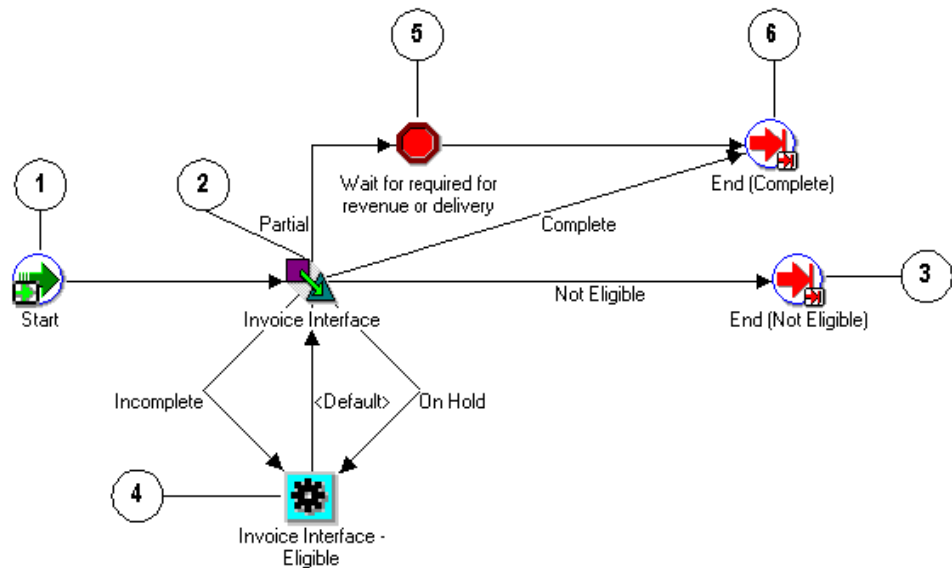 5
6
1
2
Wait for required for
revenue or delivery
End (Complete)
Partial
Complete
Start
Invoice Interface
Not Eligible
End (Not Eligible)
3
Incomplete
<Default>
On Hold
4
Invoice Interface -
Eligible